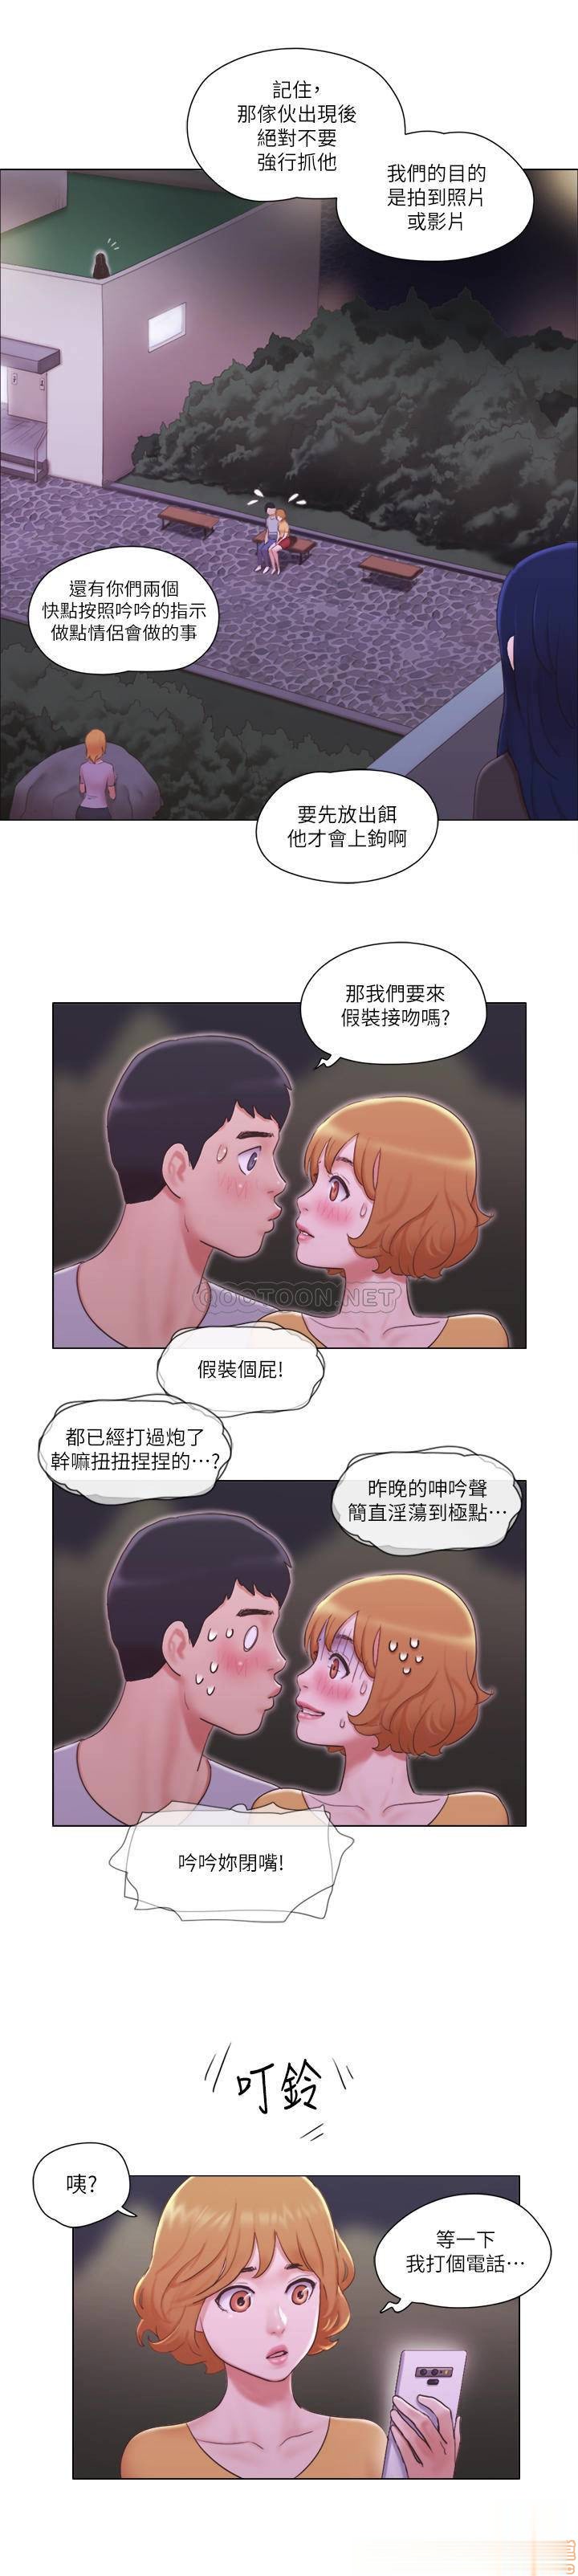 記住，
那傢伙出現後
絕對不要
強行抓他
我們的目的
是拍到照片
或影片
還有你們兩個
快點按照吟吟的指示
做點情侶會做的事
要先放出餌
他才會上鉤啊
那我們要來
假裝接吻嗎?
QOOTOON.NET
假裝個屁!
都已經打過炮了
幹嘛扭扭捏捏的…?
昨晚的呻吟聲
簡直淫蕩到極點…
吟吟妳閉嘴!
叮鈴
咦?
等一下
我打個電話…